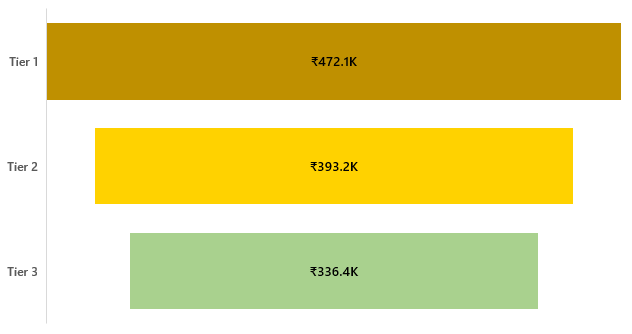 Tier 1
₹472.1K
Tier 2
₹393.2K
Tier 3
₹336.4K